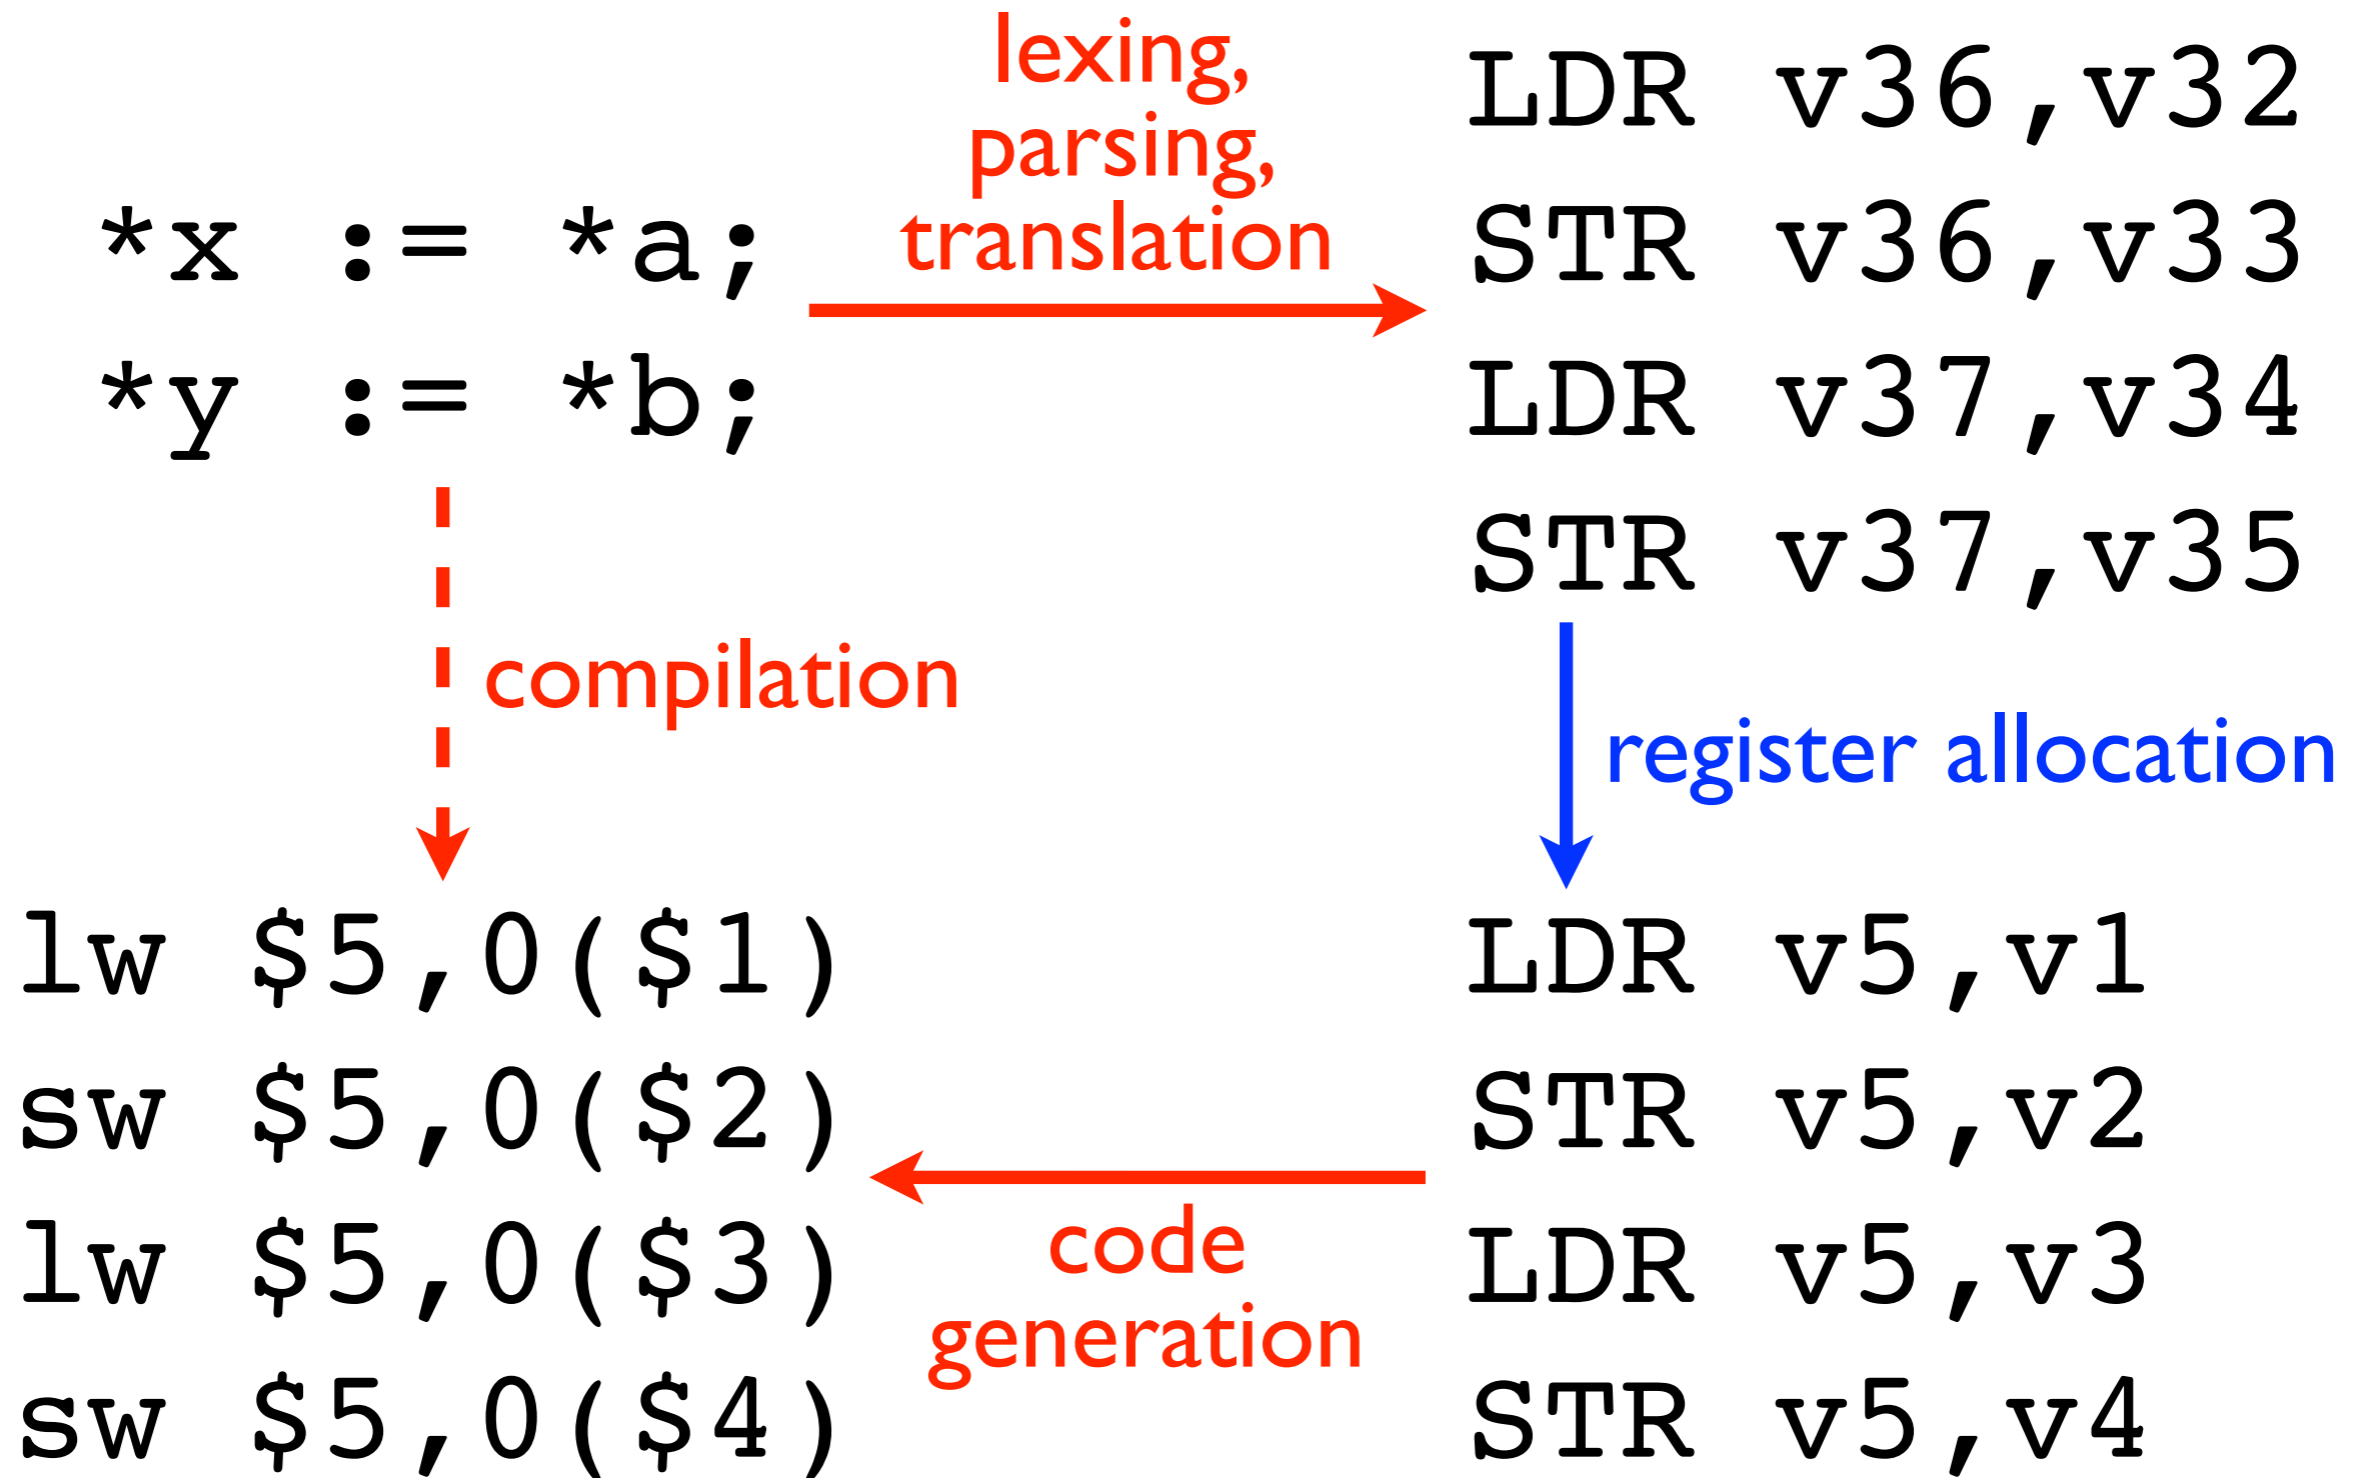 *x := *a;
*y := *b;
lexing,
parsing,
translation
LDR v36,v32
STR v36,v33
LDR v37,v34
STR v37,v35
compilation
register allocation
lw $5,0($1)
sw $5,0($2)
lw $5,0($3)
sw $5,0($4)
code
generation
LDR v5,v1
STR v5,v2
LDR v5,v3
STR v5,v4